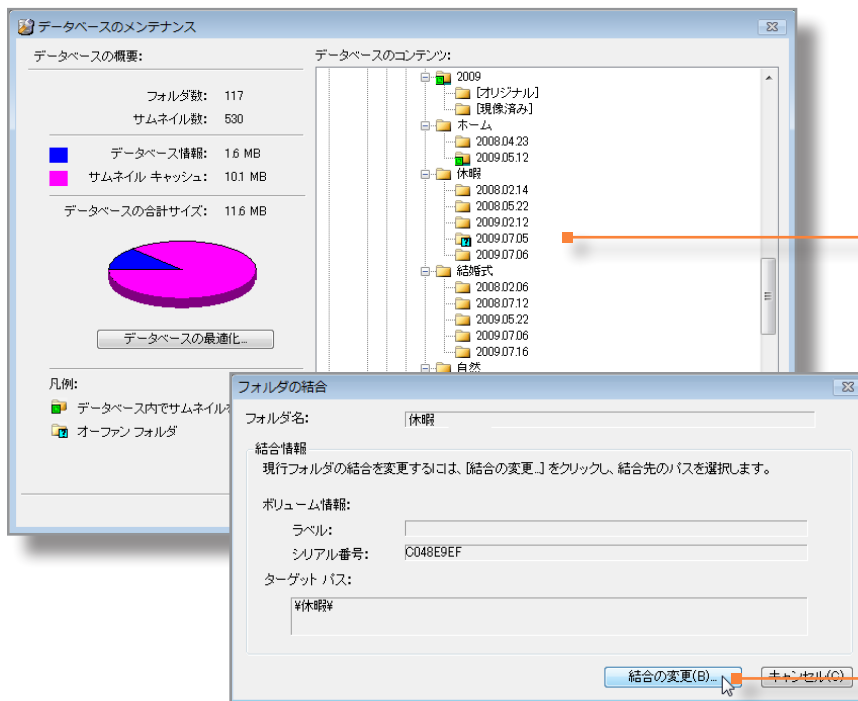 データベースのメンテナンス
データベースの概要:
フォルダ数: 117
サムネイル数: 530
データベース情報: 1.6 MB
サムネイル キャッシュ: 10.1 MB
データベースの合計サイズ: 11.6 MB
データベースの最適化...
凡例:
データベース内でサムネイル
オーファン フォルダ
データベースのコンテンツ:
2009
[オリジナル]
[現像済み]
ホーム
2008.04.23
2009.05.12
休暇
2008.02.14
2008.05.22
2009.02.12
2009.07.05
2009.07.06
結婚式
2008.02.06
2008.07.12
2009.05.22
2009.07.06
2009.07.16
自然
フォルダの結合
フォルダ名: 休暇
結合情報
現行フォルダの結合を変更するには、[結合の変更...] をクリックし、結合先のパスを選択します。
ボリューム情報:
ラベル:
シリアル番号: C048E9EF
ターゲット パス:
¥休暇¥
結合の変更(B)... キャンセル(C)